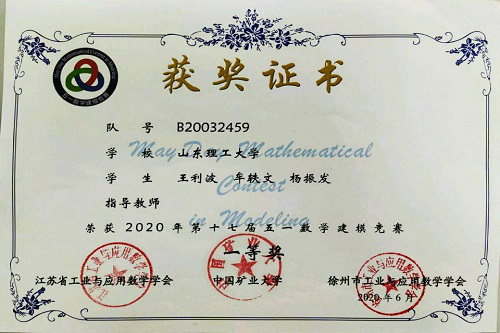 获奖证书
队 号 B20032459
学 校 山东理工大学
学 生 王利波 牟轶文 杨振发
指导教师
May Day Mathematical
Contest
in Modeling
荣获2020年第十七届五一数学建模竞赛
一等奖
江苏省工业与应用数学学会 中国矿业大学 徐州市工业与应用数学学会
2020年6月